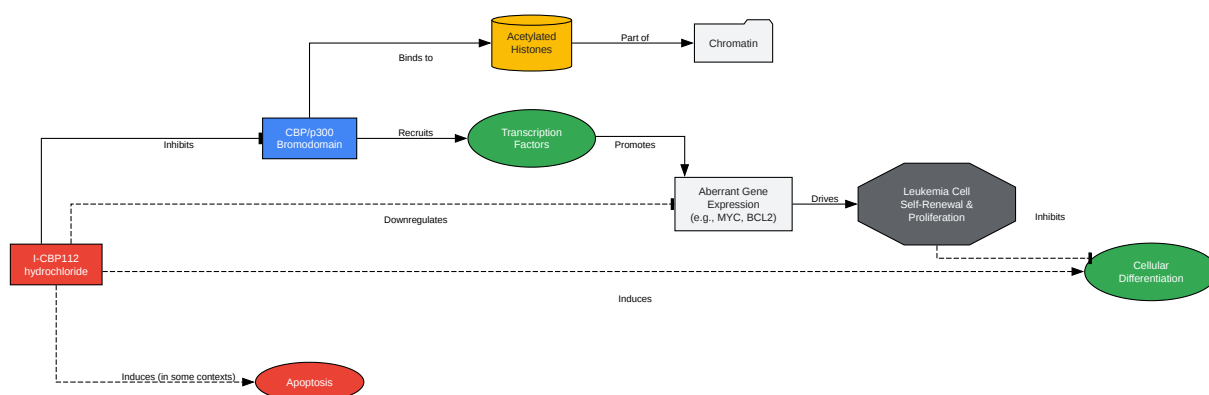 Acetylated
Histones
Part of
Chromatin
Binds to
CBP/p300
Bromodomain
Recruits
Transcription
Factors
Promotes
Inhibits
Aberrant Gene
Expression
(e.g., MYC, BCL2)
Drives
Leukemia Cell
Self-Renewal &
Proliferation
Inhibits
Downregulates
I-CBP112
hydrochloride
Cellular
Differentiation
Induces
Induces (in some contexts)
Apoptosis